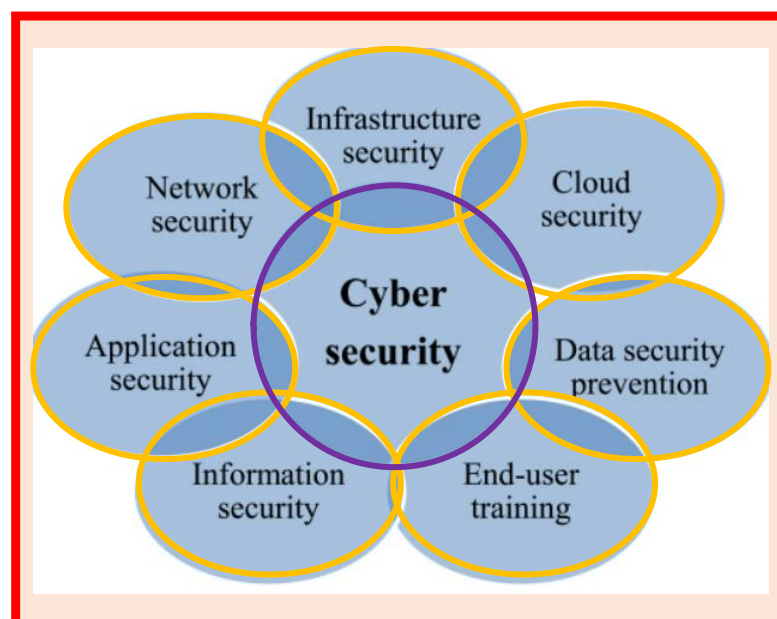 Infrastructure
security
Cloud
security
Data security
prevention
End-user
training
Information
security
Application
security
Network
security
Cyber
security